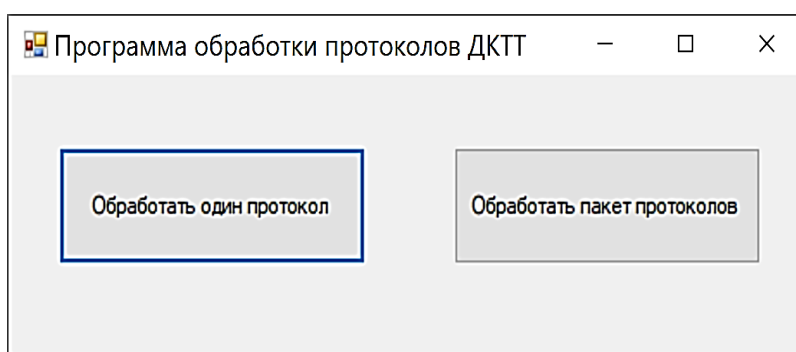 Программа обработки протоколов ДКТТ
Обработать один протокол
Обработать пакет протоколов